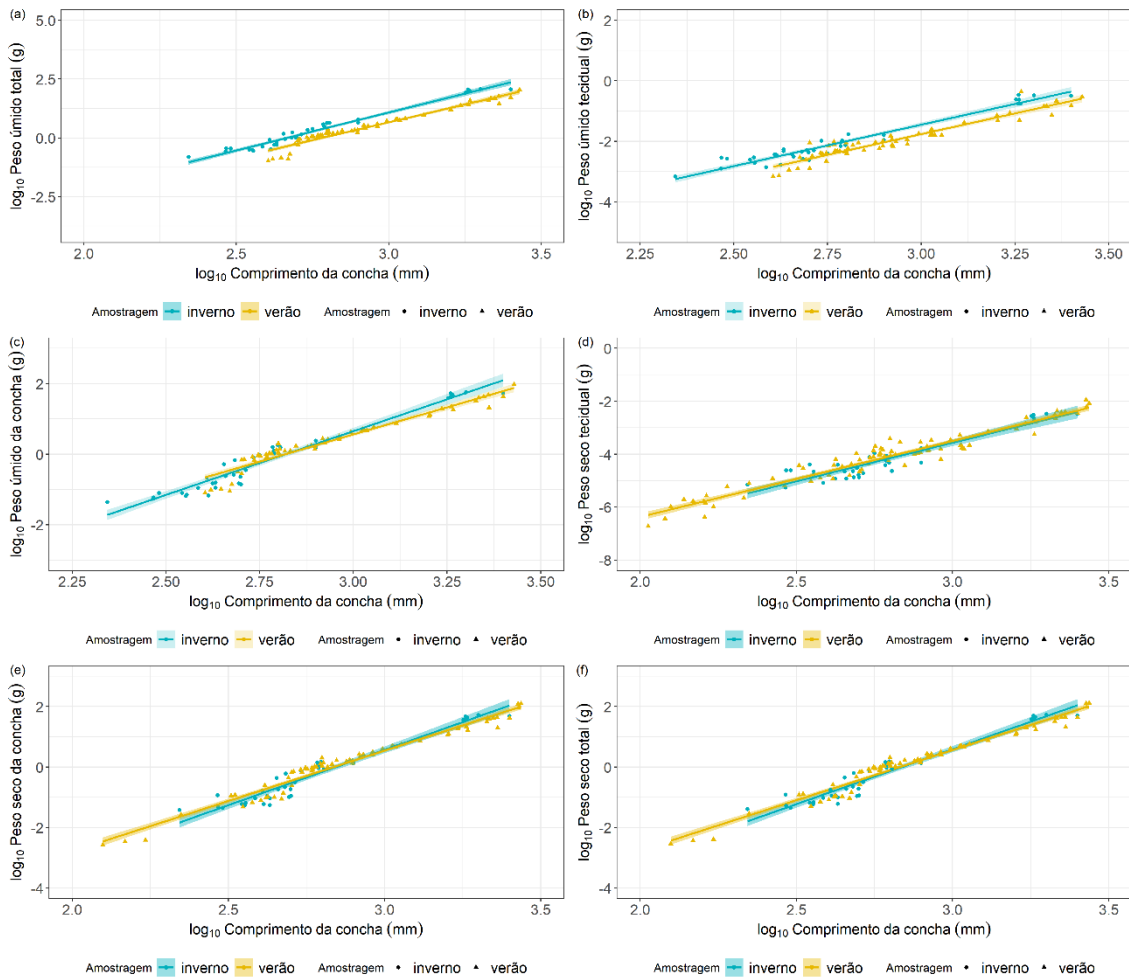 (a)
log₁₀ Peso úmido total (g)
5.0
2.5
0.0
-2.5
2.0 2.5 3.0 3.5
log₁₀ Comprimento da concha (mm)
Amostragem inverno verão Amostragem inverno verão
(b)
log₁₀ Peso úmido tecidual (g)
2
0
-2
-4
2.25 2.50 2.75 3.00 3.25 3.50
log₁₀ Comprimento da concha (mm)
Amostragem inverno verão Amostragem inverno verão
(c)
log₁₀ Peso úmido da concha (g)
2
0
-2
2.25 2.50 2.75 3.00 3.25 3.50
log₁₀ Comprimento da concha (mm)
Amostragem inverno verão Amostragem inverno verão
(d)
log₁₀ Peso seco tecidual (g)
0
-2
-4
-6
-8
2.0 2.5 3.0 3.5
log₁₀ Comprimento da concha (mm)
Amostragem inverno verão Amostragem inverno verão
(e)
log₁₀ Peso seco da concha (g)
2
0
-2
-4
2.0 2.5 3.0 3.5
log₁₀ Comprimento da concha (mm)
Amostragem inverno verão Amostragem inverno verão
(f)
log₁₀ Peso seco total (g)
2
0
-2
-4
2.0 2.5 3.0 3.5
log₁₀ Comprimento da concha (mm)
Amostragem inverno verão Amostragem inverno verão